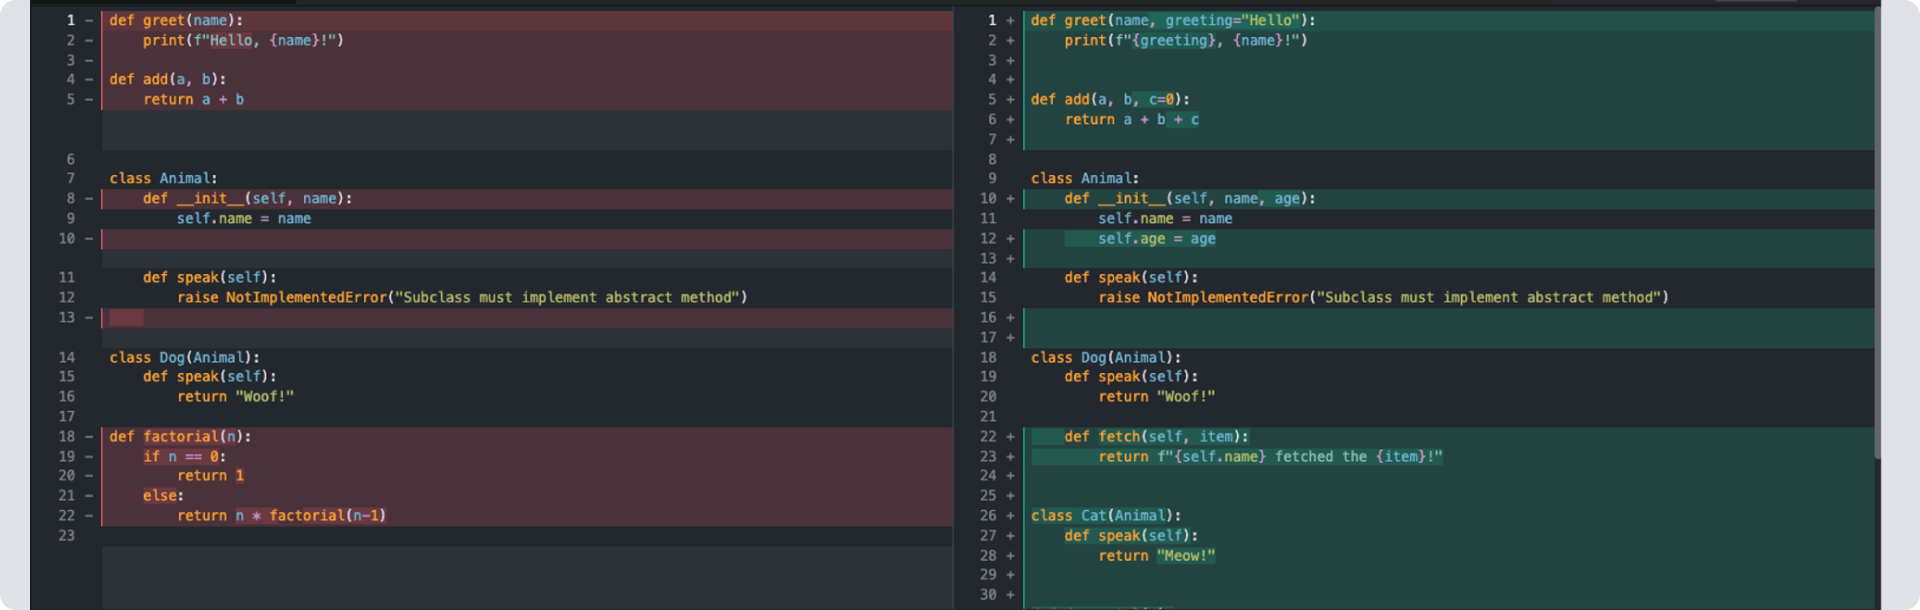 1 − def greet(name):
2 −     print(f"Hello, {name}!")
3 −
4 − def add(a, b):
5 −     return a + b
6
7 class Animal:
8 −     def __init__(self, name):
9         self.name = name
10 −
11     def speak(self):
12         raise NotImplementedError("Subclass must implement abstract method")
13 −
14 class Dog(Animal):
15     def speak(self):
16         return "Woof!"
17
18 − def factorial(n):
19 −     if n == 0:
20 −         return 1
21 −     else:
22 −         return n * factorial(n-1)
23
1 + def greet(name, greeting="Hello"):
2 +     print(f"{greeting}, {name}!")
3 +
4 +
5 + def add(a, b, c=0):
6 +     return a + b + c
7 +
8
9 class Animal:
10 +     def __init__(self, name, age):
11         self.name = name
12 +         self.age = age
13 +
14     def speak(self):
15         raise NotImplementedError("Subclass must implement abstract method")
16 +
17 +
18 class Dog(Animal):
19     def speak(self):
20         return "Woof!"
21
22 +     def fetch(self, item):
23 +         return f"{self.name} fetched the {item}!"
24 +
25 +
26 + class Cat(Animal):
27 +     def speak(self):
28 +         return "Meow!"
29 +
30 +